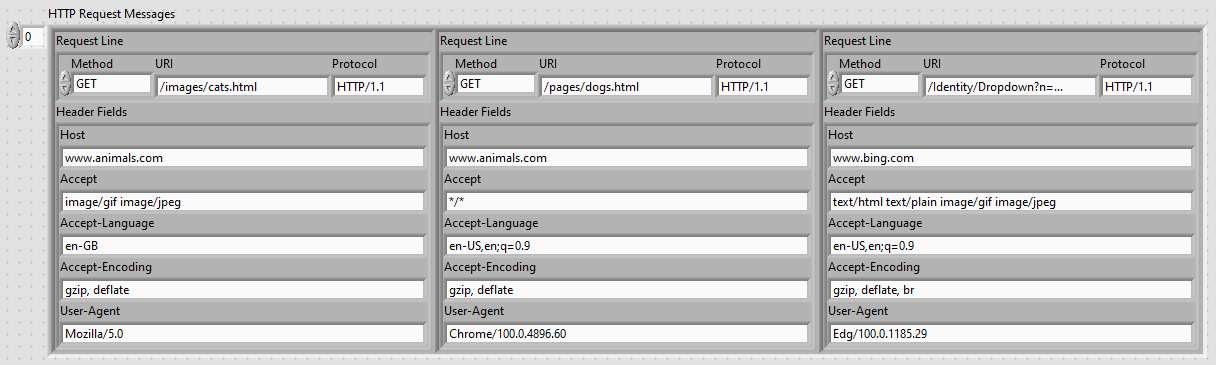 HTTP Request Messages
0
Request Line
Method URI Protocol
GET /images/cats.html HTTP/1.1
Header Fields
Host
www.animals.com
Accept
image/gif image/jpeg
Accept-Language
en-GB
Accept-Encoding
gzip, deflate
User-Agent
Mozilla/5.0
Request Line
Method URI Protocol
GET /pages/dogs.html HTTP/1.1
Header Fields
Host
www.animals.com
Accept
*/*
Accept-Language
en-US,en;q=0.9
Accept-Encoding
gzip, deflate
User-Agent
Chrome/100.0.4896.60
Request Line
Method URI Protocol
GET /Identity/Dropdown?n=... HTTP/1.1
Header Fields
Host
www.bing.com
Accept
text/html text/plain image/gif image/jpeg
Accept-Language
en-US,en;q=0.9
Accept-Encoding
gzip, deflate, br
User-Agent
Edg/100.0.1185.29